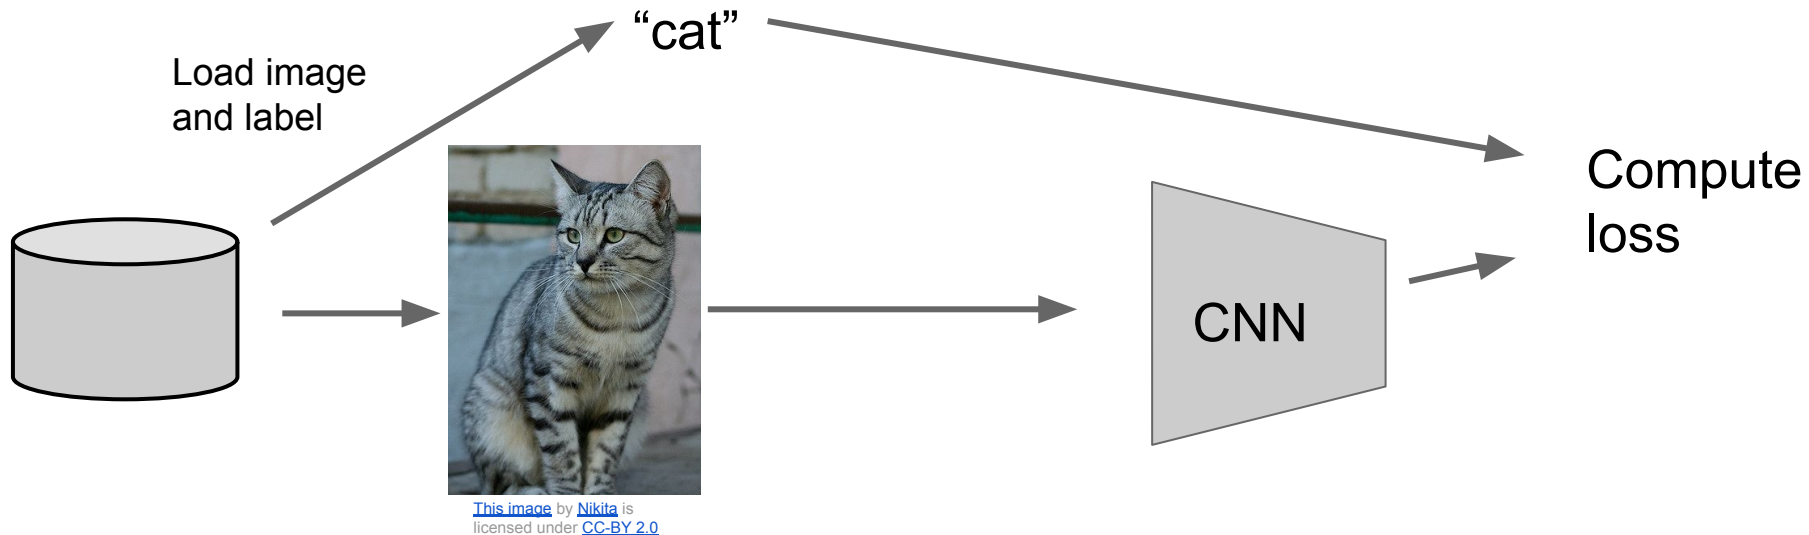 “cat”
Load image
and label
Compute
loss
CNN
This image by Nikita is
licensed under CC-BY 2.0